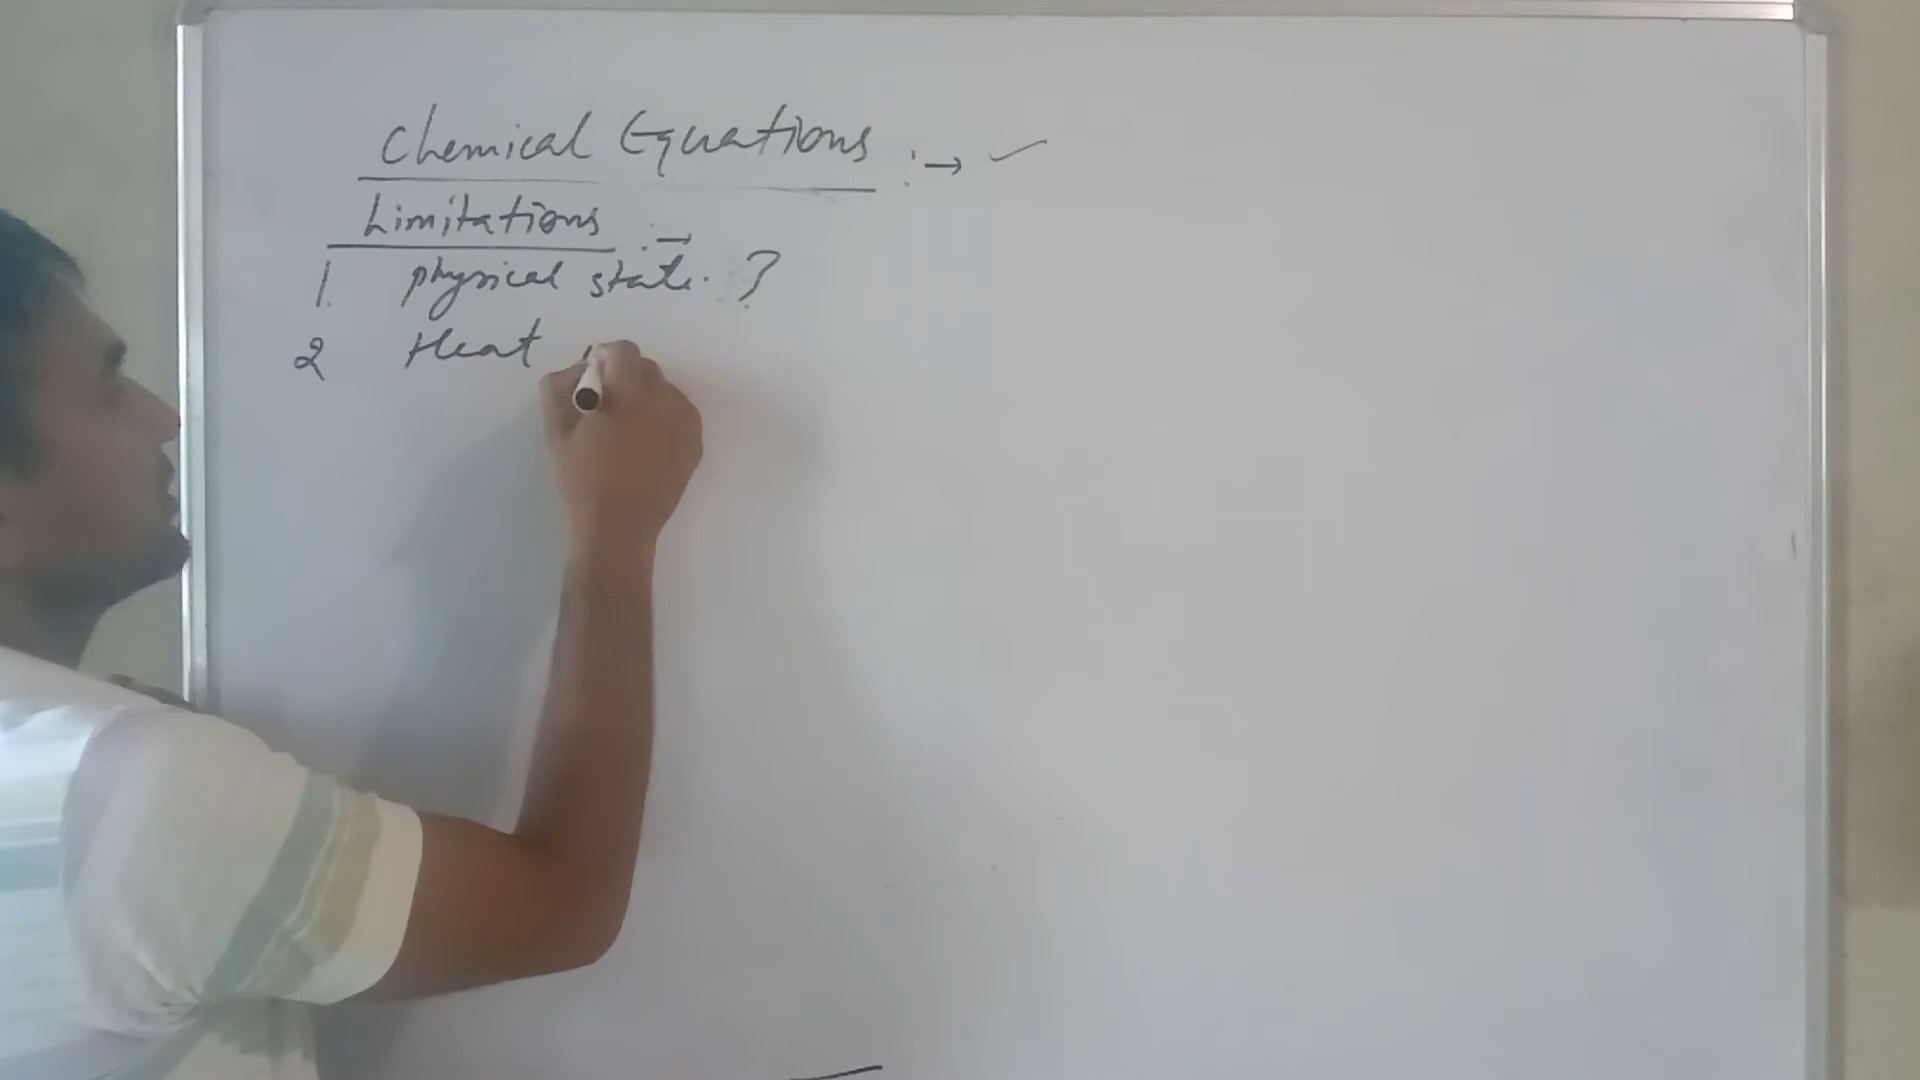 Chemical Equations :→ ✓
Limitations :→
1. physical state. ?
2 Heat